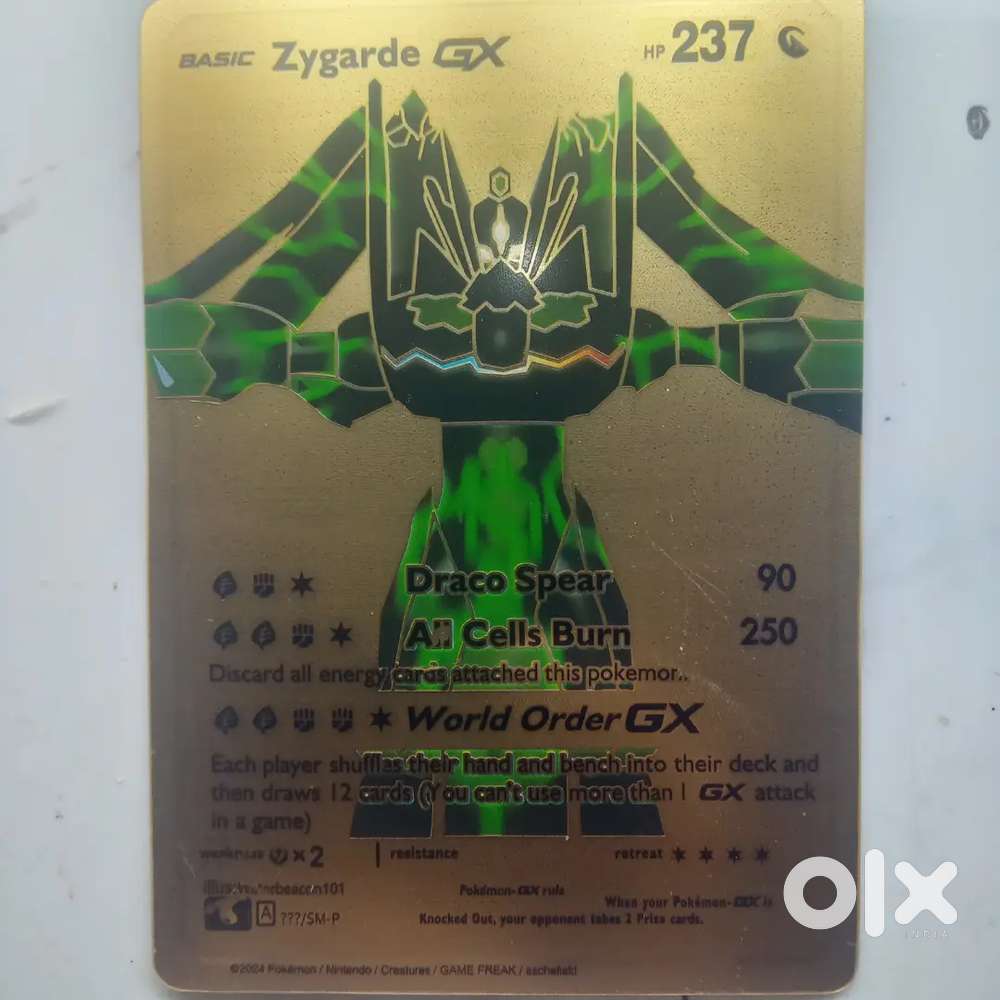 BASIC Zygarde GX HP 237
Draco Spear 90
All Cells Burn 250
Discard all energy cards attached this pokemor..
World Order GX
Each player shuffles their hand and bench into their deck and
then draws 12 cards (You can't use more than 1 GX attack
in a game)
weakness x2 resistance retreat
Pokémon-GX rule
When your Pokémon-GX is
Knocked Out, your opponent takes 2 Prize cards.
A ???/SM-P
©2024 Pokémon / Nintendo / Creatures / GAME FREAK /
olx
INDIA